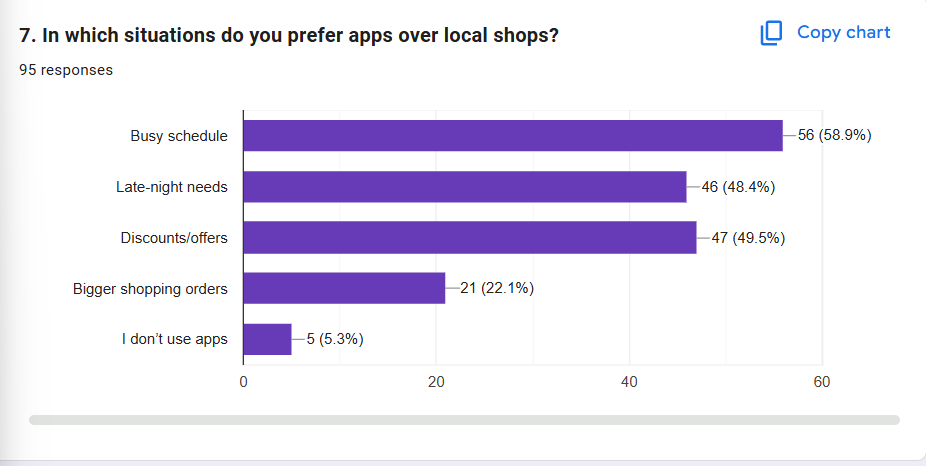 7. In which situations do you prefer apps over local shops?
Copy chart
95 responses
Busy schedule
56 (58.9%)
Late-night needs
46 (48.4%)
Discounts/offers
47 (49.5%)
Bigger shopping orders
21 (22.1%)
I don’t use apps
5 (5.3%)
0 20 40 60